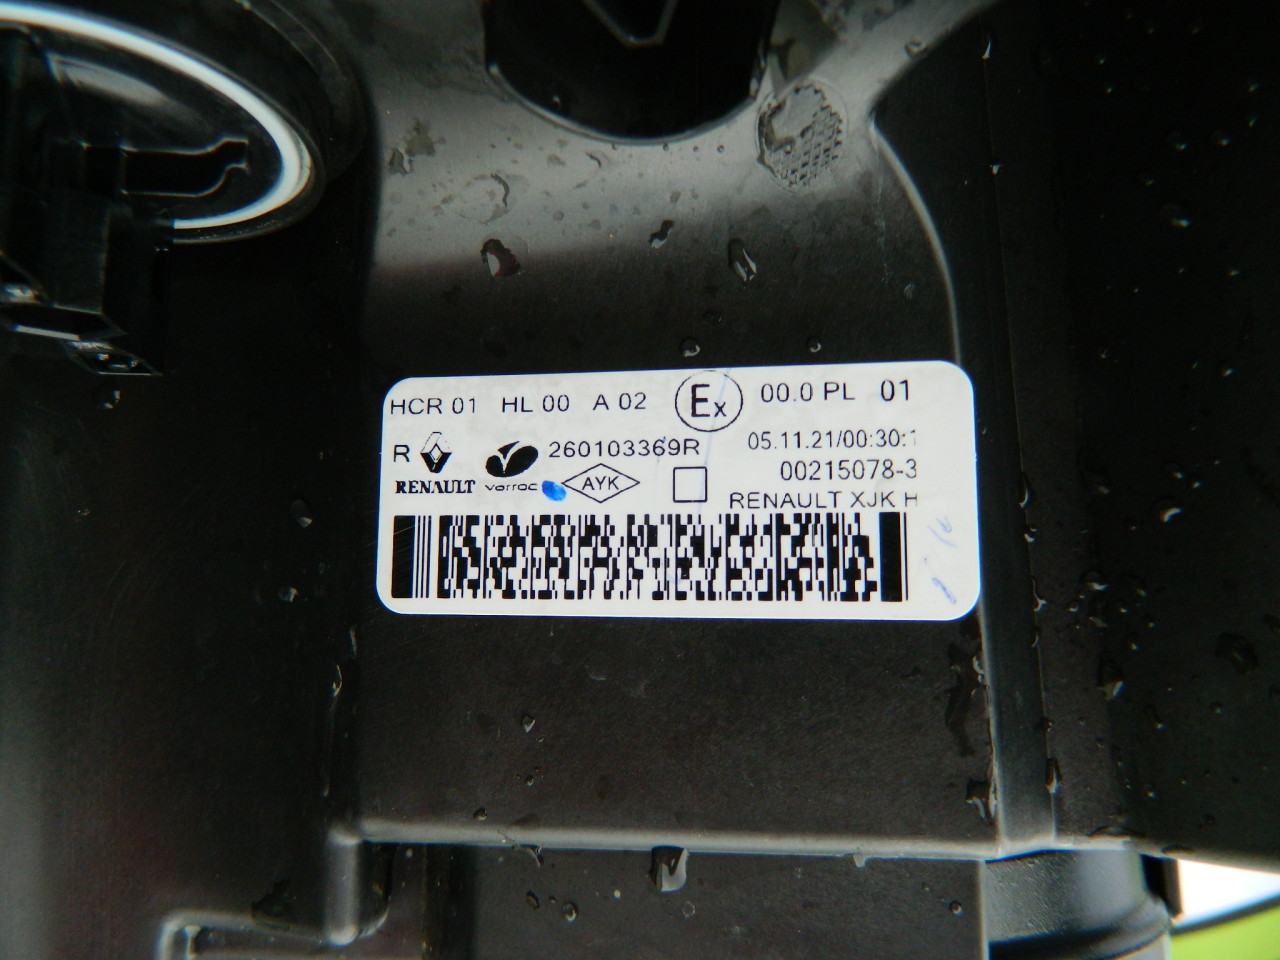 HCR 01 HL 00 A 02 Ex 00.0 PL 01
R 260103369R 05.11.21/00:30:1
RENAULT varroc AYK 00215078-3
RENAULT XJK H